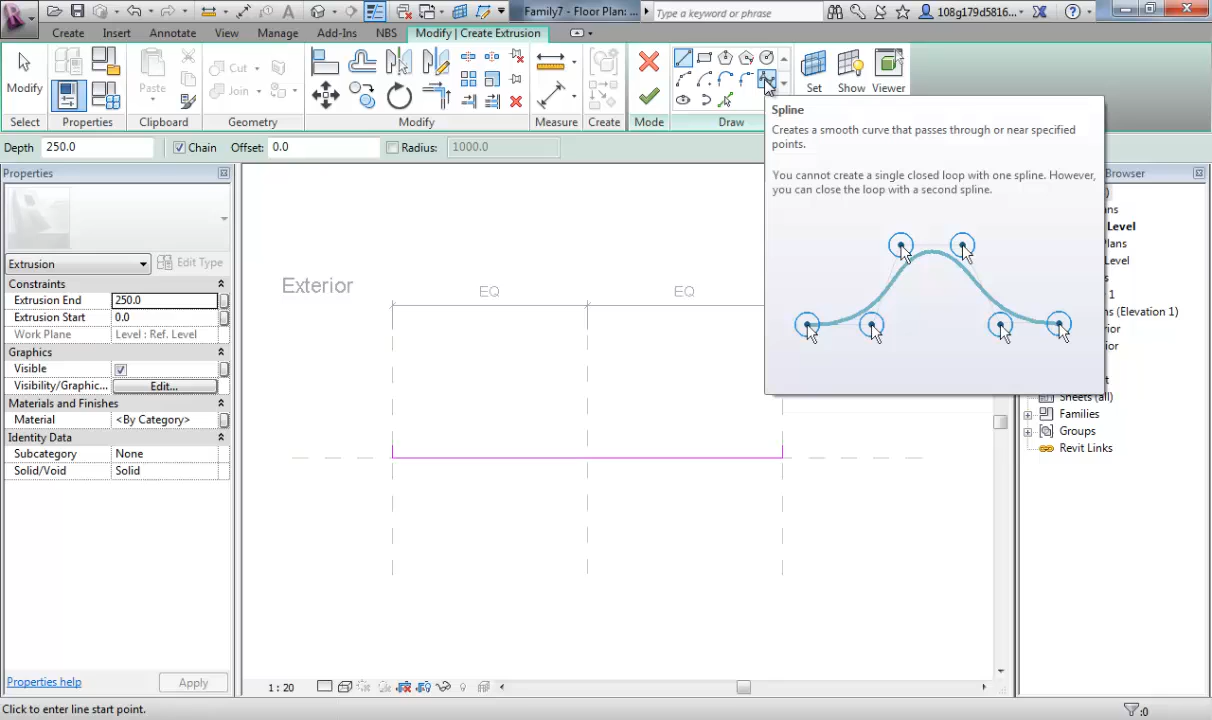 Family7 - Floor Plan: ...
Type a keyword or phrase
108g179d5816...
Create
Insert
Annotate
View
Manage
Add-Ins
NBS
Modify | Create Extrusion
Modify
Paste
Cut
Join
Set
Show
Viewer
Select
Properties
Clipboard
Geometry
Modify
Measure
Create
Mode
Draw
Depth 250.0
Chain
Offset: 0.0
Radius: 1000.0
Properties
Extrusion
Edit Type
Constraints
Extrusion End 250.0
Extrusion Start 0.0
Work Plane Level : Ref. Level
Graphics
Visible
Visibility/Graphic... Edit...
Materials and Finishes
Material <By Category>
Identity Data
Subcategory None
Solid/Void Solid
Properties help
Apply
Exterior
EQ
EQ
Spline
Creates a smooth curve that passes through or near specified
points.
You cannot create a single closed loop with one spline. However,
you can close the loop with a second spline.
Browser
Level
Plans
Level
1
(Elevation 1)
Sheets (all)
Families
Groups
Revit Links
1 : 20
Click to enter line start point.
:0